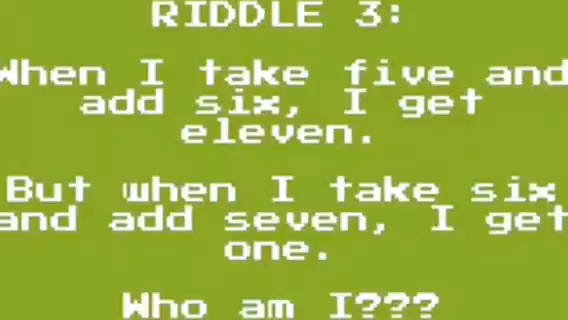 RIDDLE 3:
When I take five and
add six, I get
eleven.
But when I take six
and add seven, I get
one.
Who am I???